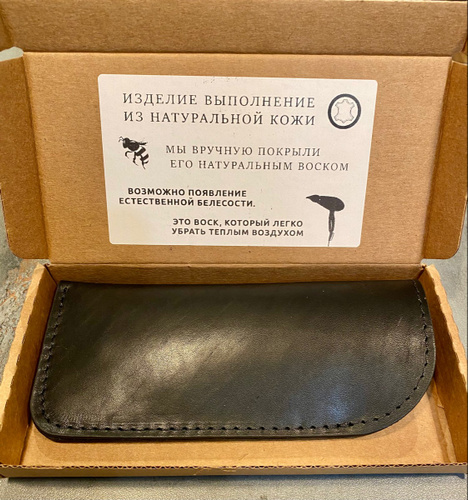 ИЗДЕЛИЕ ВЫПОЛНЕНИЕ
ИЗ НАТУРАЛЬНОЙ КОЖИ
МЫ ВРУЧНУЮ ПОКРЫЛИ
ЕГО НАТУРАЛЬНЫМ ВОСКОМ
ВОЗМОЖНО ПОЯВЛЕНИЕ
ЕСТЕСТВЕННОЙ БЕЛЕСОСТИ.
ЭТО ВОСК, КОТОРЫЙ ЛЕГКО
УБРАТЬ ТЕПЛЫМ ВОЗДУХОМ